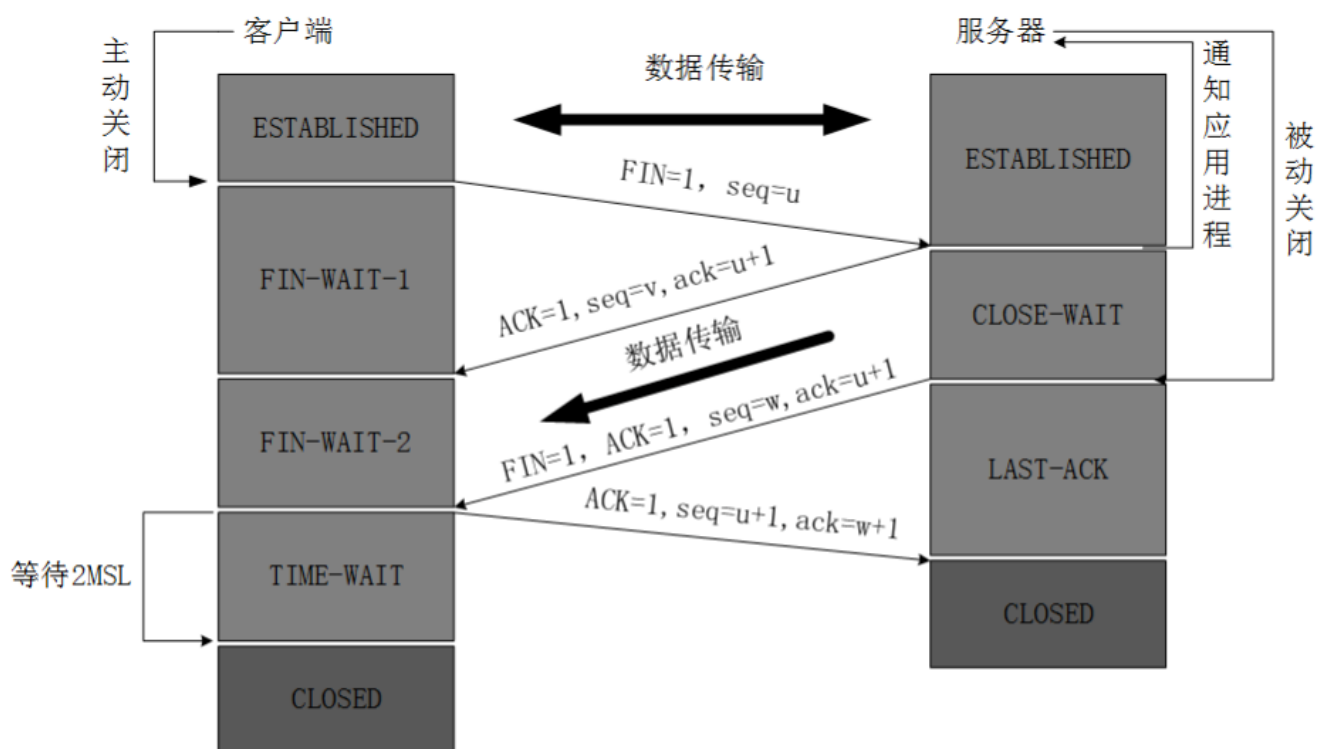 客户端
服务器
主动关闭
数据传输
通知应用进程
被动关闭
ESTABLISHED
ESTABLISHED
FIN=1, seq=u
FIN-WAIT-1
ACK=1,seq=v,ack=u+1
CLOSE-WAIT
数据传输
FIN-WAIT-2
FIN=1, ACK=1, seq=w,ack=u+1
LAST-ACK
ACK=1,seq=u+1,ack=w+1
等待2MSL
TIME-WAIT
CLOSED
CLOSED